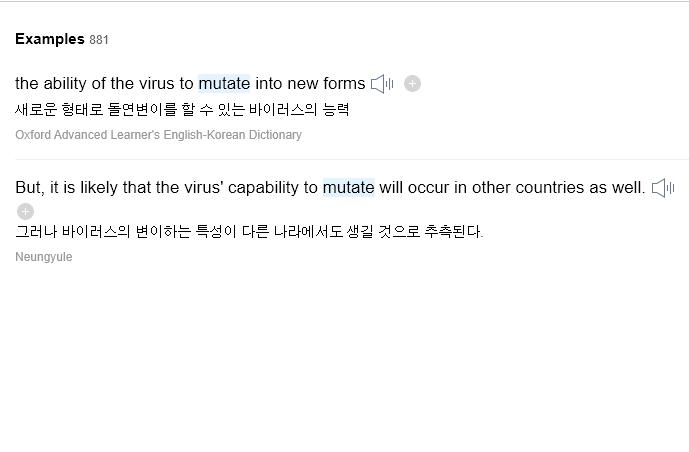 Examples 881
the ability of the virus to mutate into new forms
새로운 형태로 돌연변이를 할 수 있는 바이러스의 능력
Oxford Advanced Learner's English-Korean Dictionary
But, it is likely that the virus' capability to mutate will occur in other countries as well.
그러나 바이러스의 변이하는 특성이 다른 나라에서도 생길 것으로 추측된다.
Neungyule